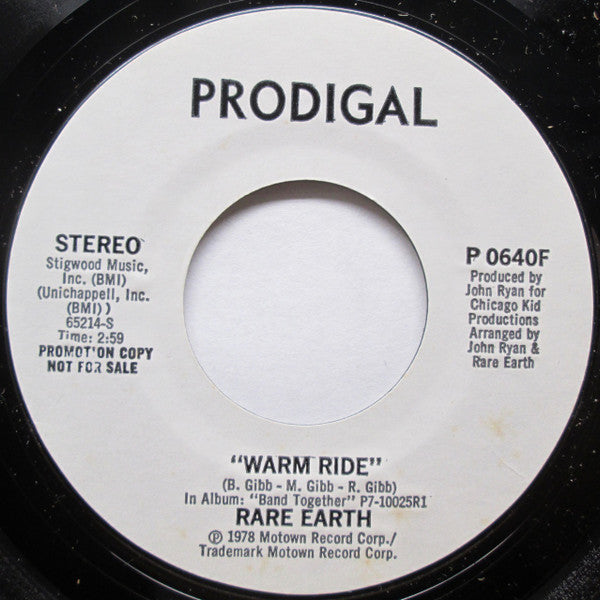 PRODIGAL
STEREO
Stigwood Music,
Inc. (BMI)
(Unichappell, Inc.
(BMI) )
65214-S
Time: 2:59
PROMOT'ON COPY
NOT FOR SALE
P 0640F
Produced by
John Ryan for
Chicago Kid
Productions
Arranged by
John Ryan &
Rare Earth
"WARM RIDE"
(B. Gibb - M. Gibb - R. Gibb)
In Album: "Band Together" P7-10025R1
RARE EARTH
℗ 1978 Motown Record Corp./
Trademark Motown Record Corp.